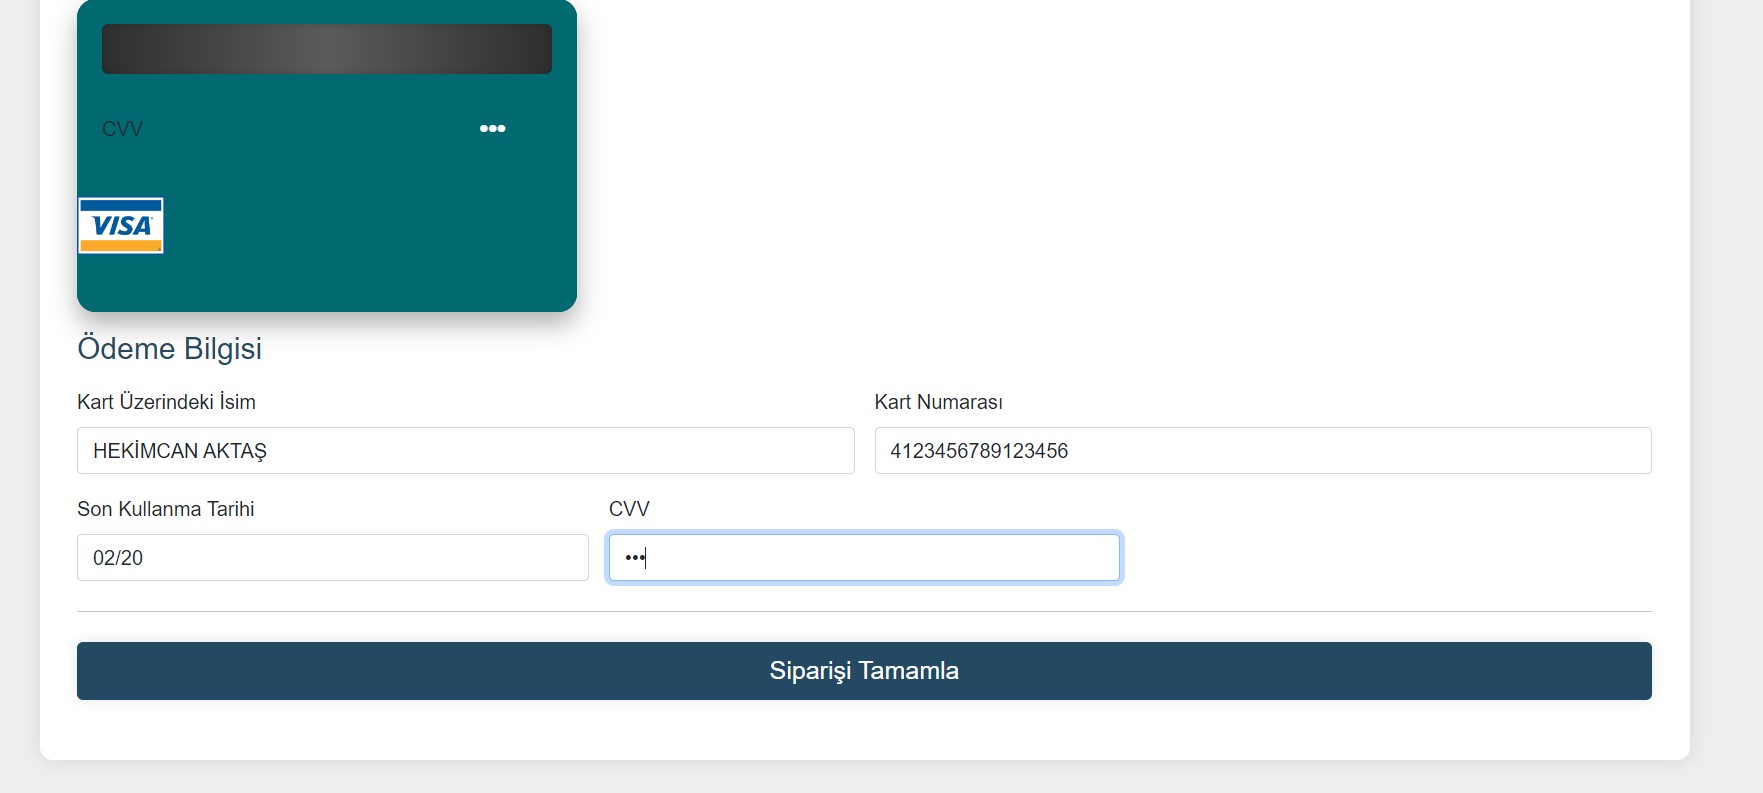 CVV •••
VISA
Ödeme Bilgisi
Kart Üzerindeki İsim
Kart Numarası
HEKİMCAN AKTAŞ
4123456789123456
Son Kullanma Tarihi
CVV
02/20
•••
Siparişi Tamamla